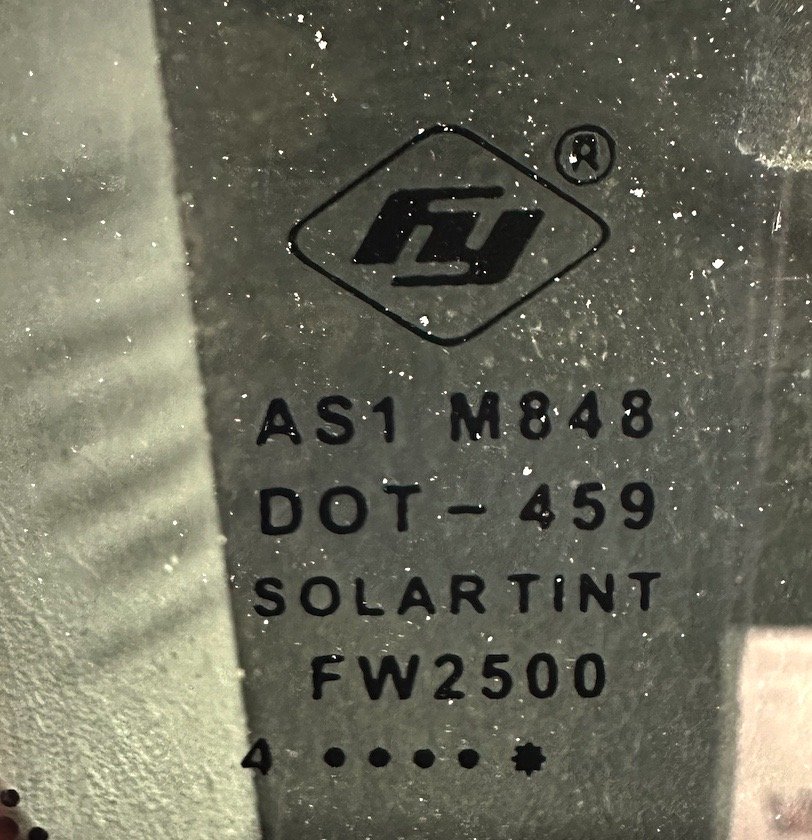 fy ®
AS1 M848
DOT - 459
SOLAR TINT
FW2500
4 • • • • ✸